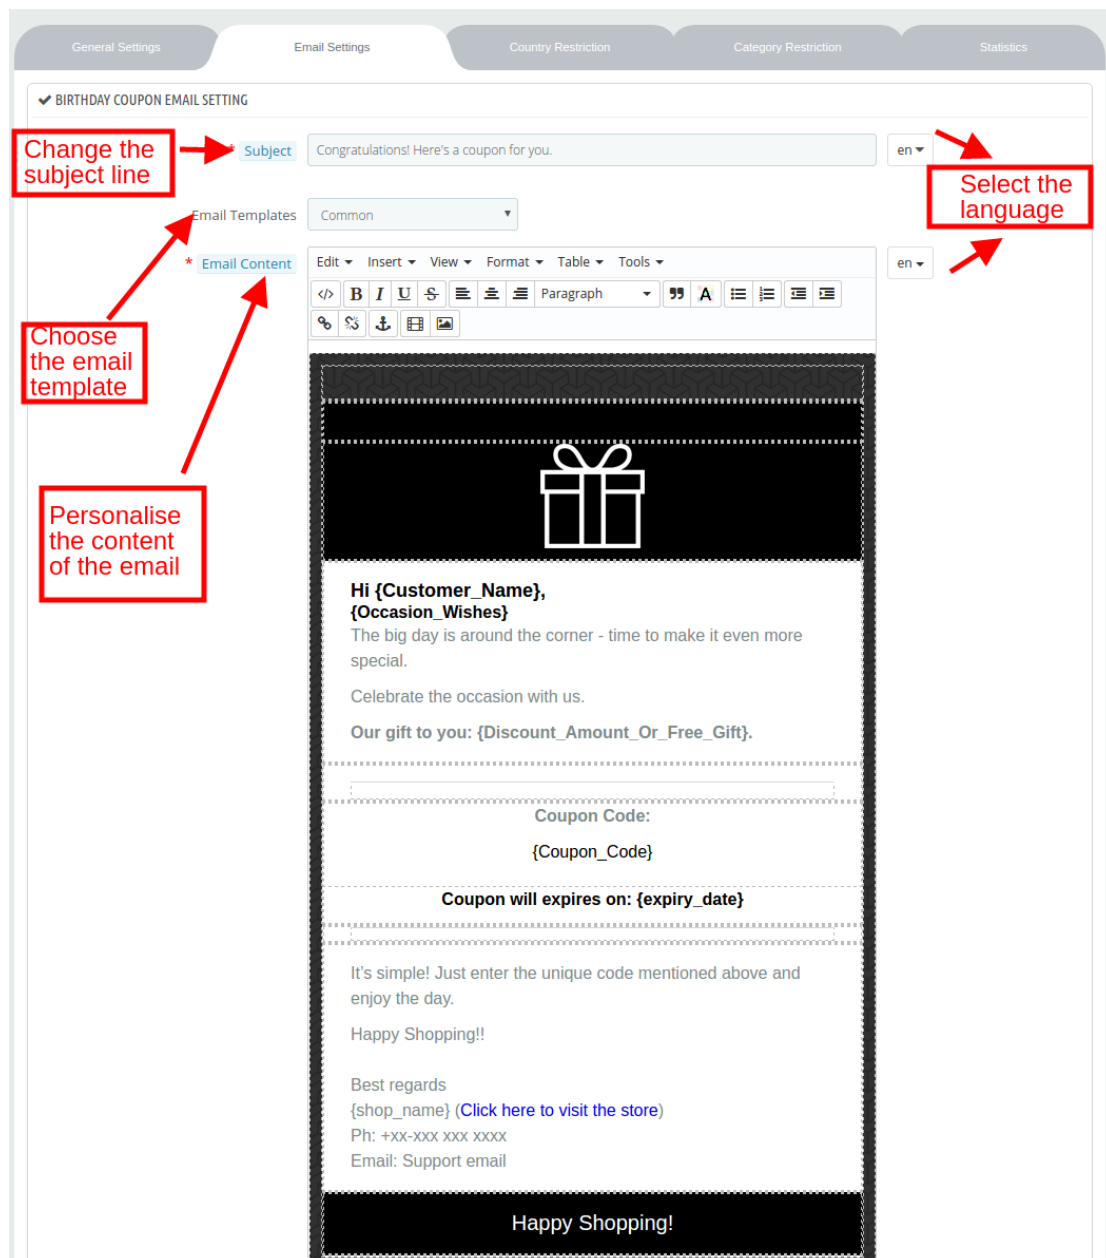 General Settings
Email Settings
Country Restriction
Category Restriction
Statistics
BIRTHDAY COUPON EMAIL SETTING
Change the
subject line
* Subject
Congratulations! Here's a coupon for you.
en
Select the
language
Email Templates
Common
* Email Content
Edit Insert View Format Table Tools
en
B I U S Paragraph A
Choose
the email
template
Personalise
the content
of the email
Hi {Customer_Name},
{Occasion_Wishes}
The big day is around the corner - time to make it even more
special.
Celebrate the occasion with us.
Our gift to you: {Discount_Amount_Or_Free_Gift}.
Coupon Code:
{Coupon_Code}
Coupon will expires on: {expiry_date}
It's simple! Just enter the unique code mentioned above and
enjoy the day.
Happy Shopping!!
Best regards
{shop_name} (Click here to visit the store)
Ph: +xx-xxx xxx xxxx
Email: Support email
Happy Shopping!